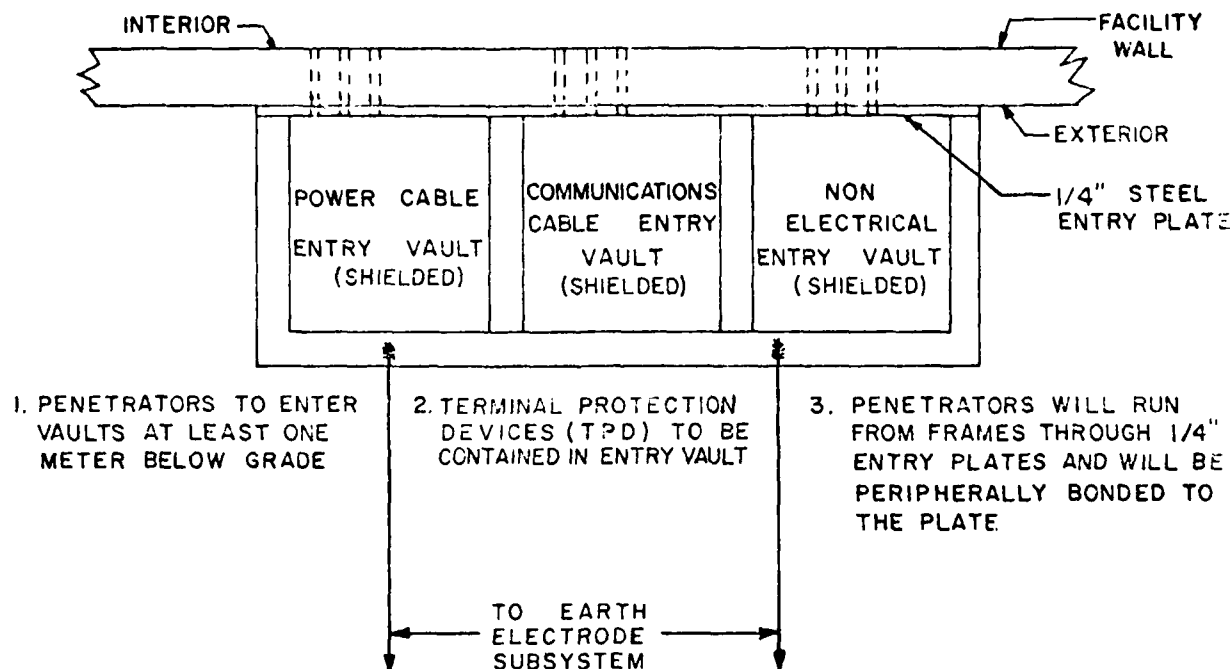 INTERIOR
FACILITY
WALL
EXTERIOR
1/4" STEEL
ENTRY PLATE
POWER CABLE
ENTRY VAULT
(SHIELDED)
COMMUNICATIONS
CABLE ENTRY
VAULT
(SHIELDED)
NON
ELECTRICAL
ENTRY VAULT
(SHIELDED)
1. PENETRATORS TO ENTER
VAULTS AT LEAST ONE
METER BELOW GRADE
2. TERMINAL PROTECTION
DEVICES (TPD) TO BE
CONTAINED IN ENTRY VAULT
3. PENETRATORS WILL RUN
FROM FRAMES THROUGH 1/4"
ENTRY PLATES AND WILL BE
PERIPHERALLY BONDED TO
THE PLATE
TO EARTH
ELECTRODE
SUBSYSTEM